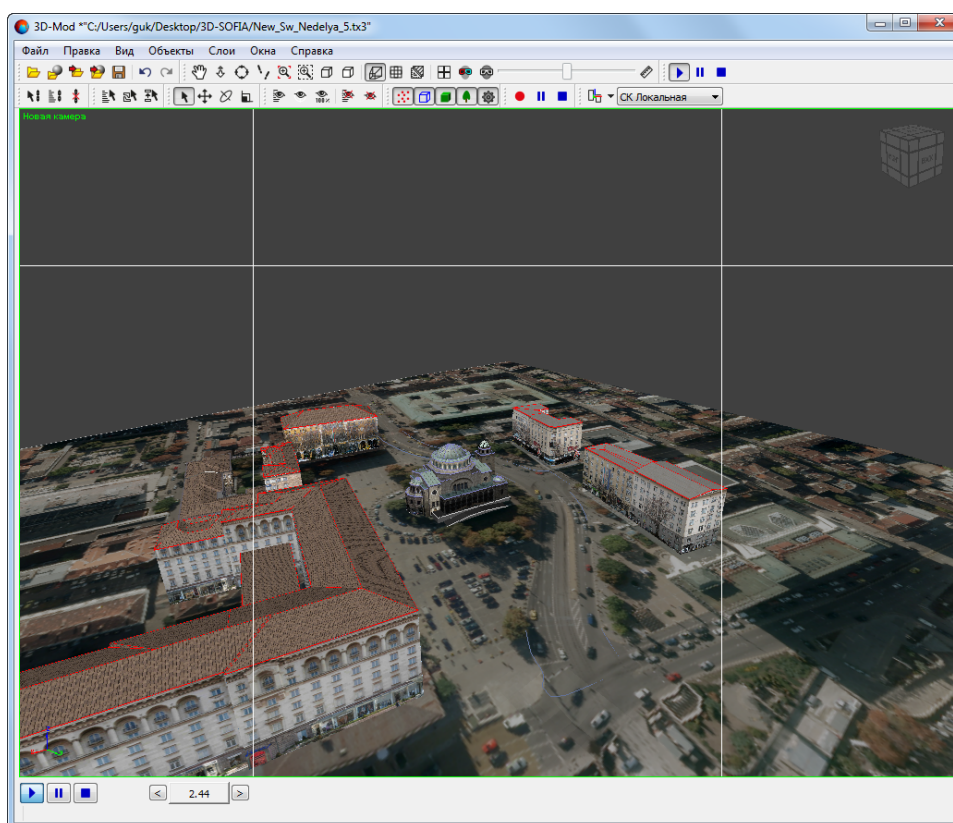 3D-Mod *"C:/Users/guk/Desktop/3D-SOFIA/New_Sw_Nedelya_5.tx3"
Файл Правка Вид Объекты Слои Окна Справка
100%
СК Локальная
Новая камера
< 2.44 >